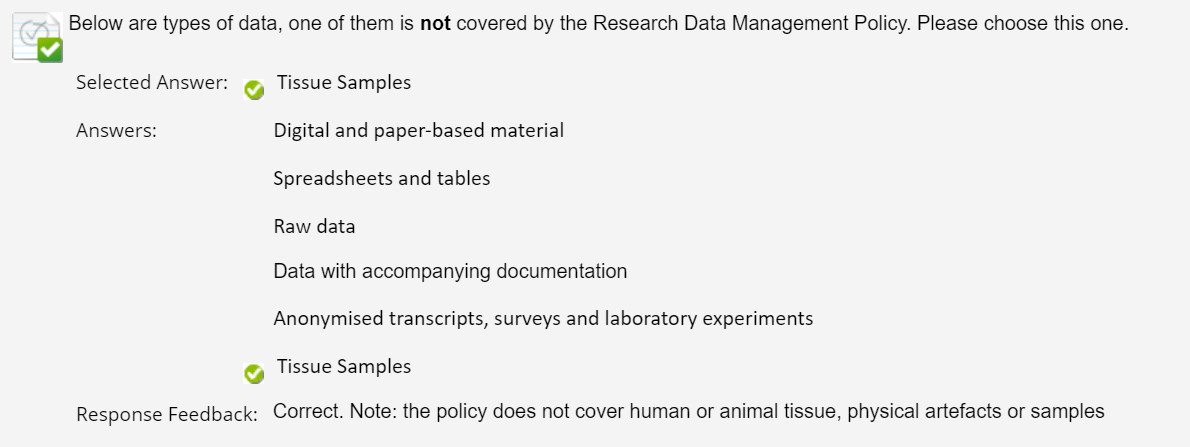 Below are types of data, one of them is not covered by the Research Data Management Policy. Please choose this one.
Selected Answer: Tissue Samples
Answers: Digital and paper-based material
Spreadsheets and tables
Raw data
Data with accompanying documentation
Anonymised transcripts, surveys and laboratory experiments
Tissue Samples
Response Feedback: Correct. Note: the policy does not cover human or animal tissue, physical artefacts or samples